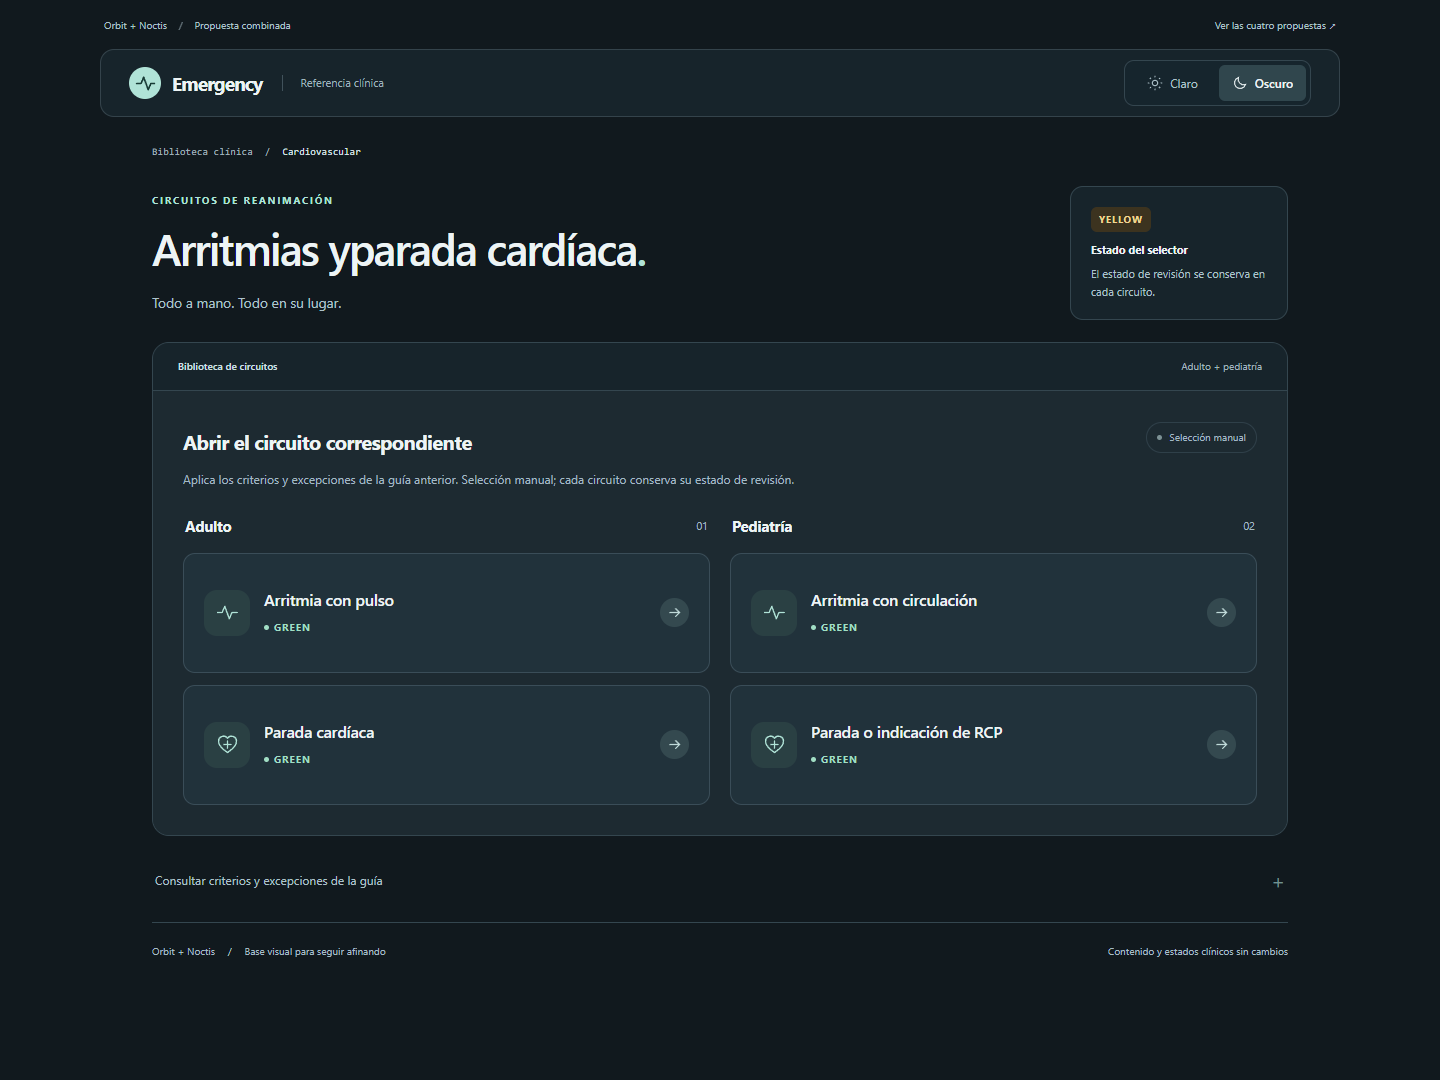 Orbit + Noctis / Propuesta combinada
Ver las cuatro propuestas ↗
Emergency
Referencia clínica
Claro
Oscuro
Biblioteca clínica / Cardiovascular
CIRCUITOS DE REANIMACIÓN
Arritmias yparada cardíaca.
Todo a mano. Todo en su lugar.
YELLOW
Estado del selector
El estado de revisión se conserva en
cada circuito.
Biblioteca de circuitos
Adulto + pediatría
Abrir el circuito correspondiente
Selección manual
Aplica los criterios y excepciones de la guía anterior. Selección manual; cada circuito conserva su estado de revisión.
Adulto
01
Arritmia con pulso
GREEN
Parada cardíaca
GREEN
Pediatría
02
Arritmia con circulación
GREEN
Parada o indicación de RCP
GREEN
Consultar criterios y excepciones de la guía
+
Orbit + Noctis / Base visual para seguir afinando
Contenido y estados clínicos sin cambios